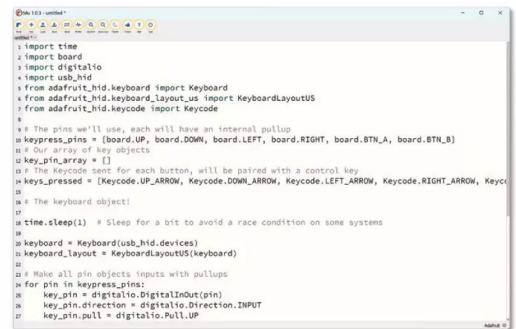 Mu 1.0.3 - untitled *
untitled *
1 import time
2 import board
3 import digitalio
4 import usb_hid
5 from adafruit_hid.keyboard import Keyboard
6 from adafruit_hid.keyboard_layout_us import KeyboardLayoutUS
7 from adafruit_hid.keycode import Keycode
8
9 # The pins we'll use, each will have an internal pullup
10 keypress_pins = [board.UP, board.DOWN, board.LEFT, board.RIGHT, board.BTN_A, board.BTN_B]
11 # Our array of key objects
12 key_pin_array = []
13 # The Keycode sent for each button, will be paired with a control key
14 keys_pressed = [Keycode.UP_ARROW, Keycode.DOWN_ARROW, Keycode.LEFT_ARROW, Keycode.RIGHT_ARROW, Keyco
15
16 # The keyboard object!
17
18 time.sleep(1) # Sleep for a bit to avoid a race condition on some systems
19
20 keyboard = Keyboard(usb_hid.devices)
21 keyboard_layout = KeyboardLayoutUS(keyboard)
22
23 # Make all pin objects inputs with pullups
24 for pin in keypress_pins:
25 key_pin = digitalio.DigitalInOut(pin)
26 key_pin.direction = digitalio.Direction.INPUT
27 key_pin.pull = digitalio.Pull.UP
Adafruit